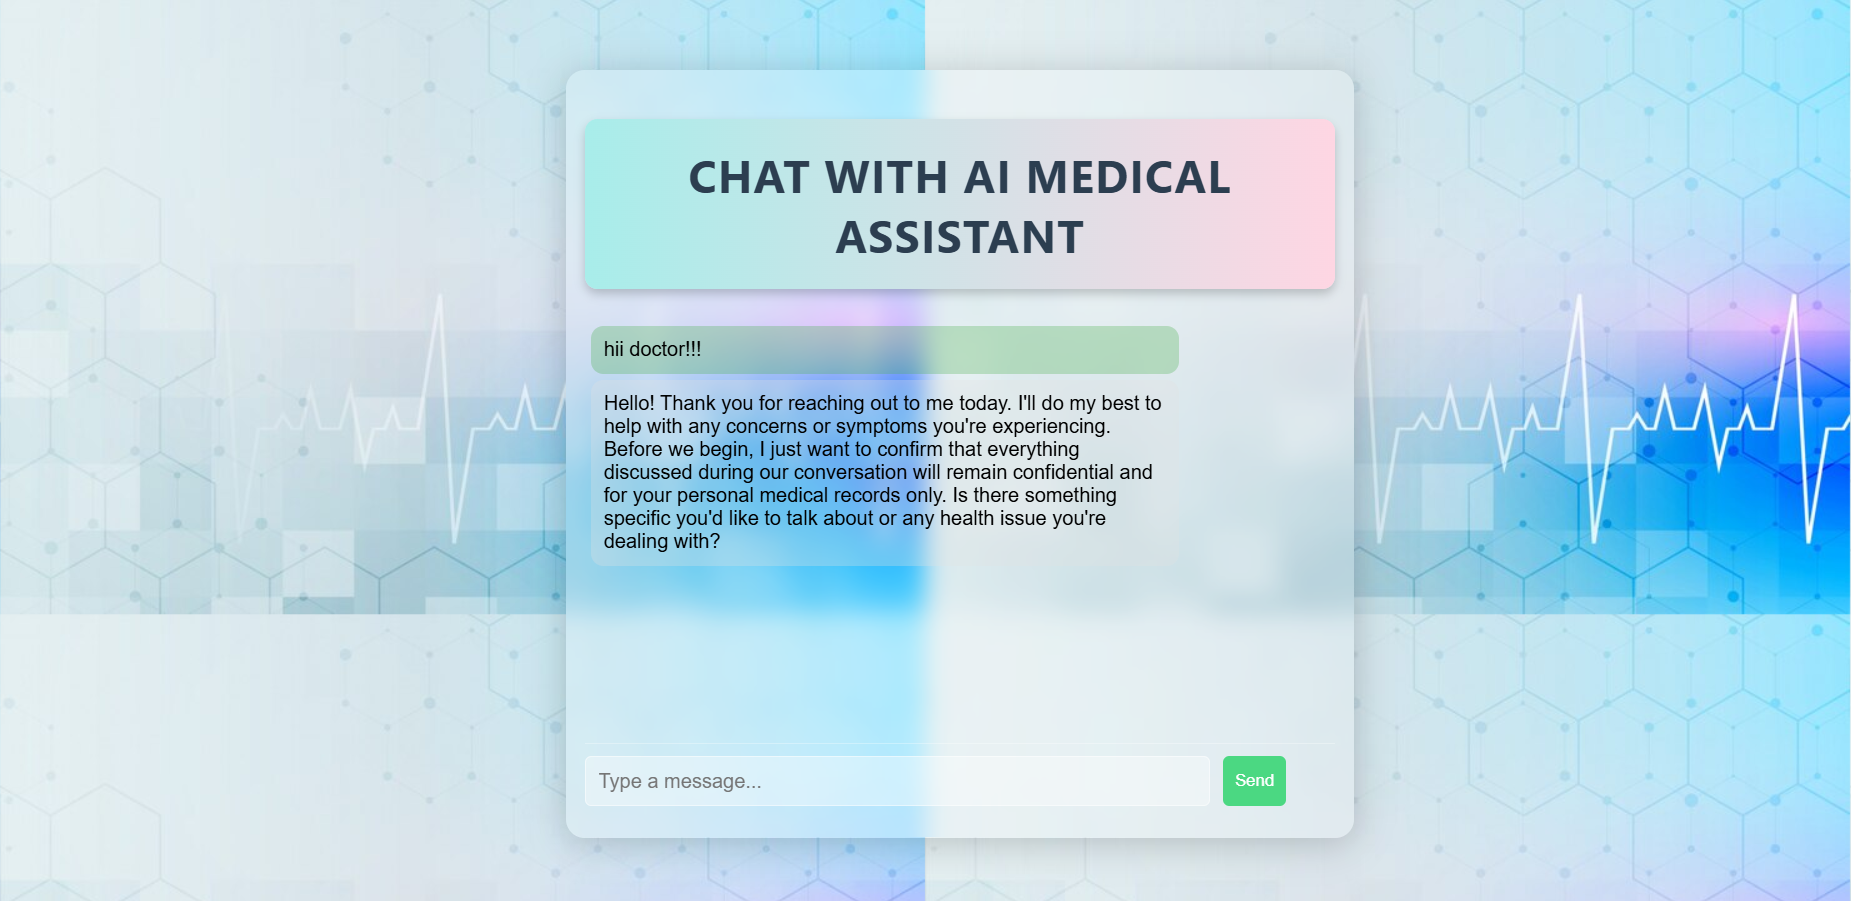 CHAT WITH AI MEDICAL
ASSISTANT
hii doctor!!!
Hello! Thank you for reaching out to me today. I'll do my best to
help with any concerns or symptoms you're experiencing.
Before we begin, I just want to confirm that everything
discussed during our conversation will remain confidential and
for your personal medical records only. Is there something
specific you'd like to talk about or any health issue you're
dealing with?
Type a message...
Send